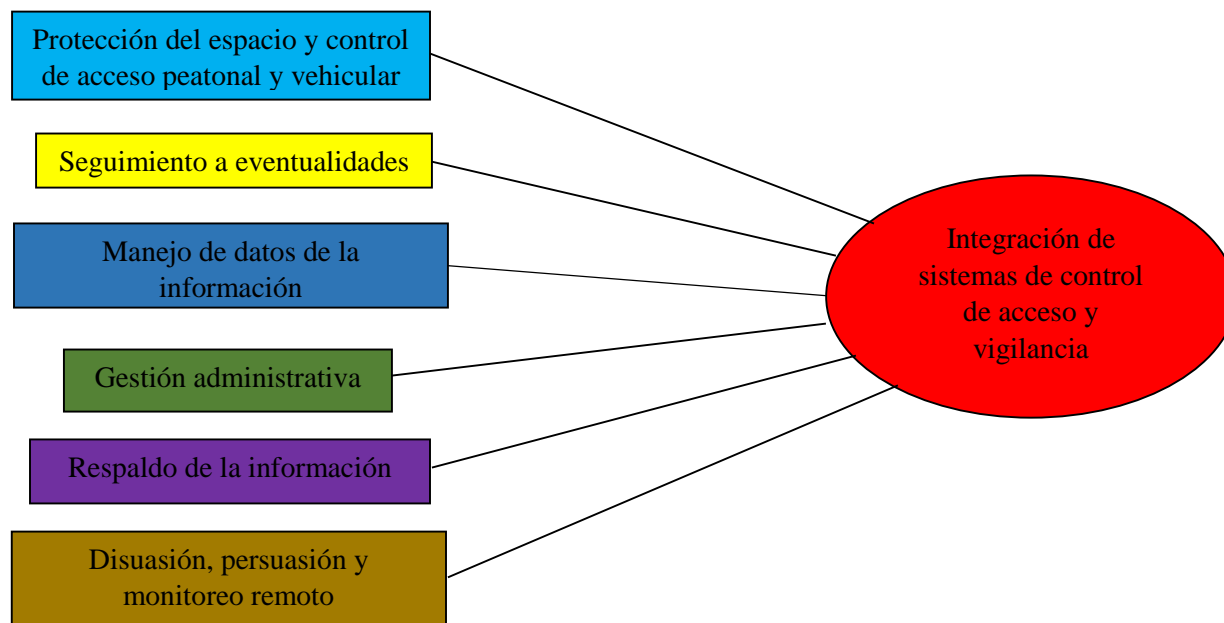 Protección del espacio y control
de acceso peatonal y vehicular
Seguimiento a eventualidades
Manejo de datos de la
información
Gestión administrativa
Respaldo de la información
Disuasión, persuasión y
monitoreo remoto
Integración de
sistemas de control
de acceso y
vigilancia